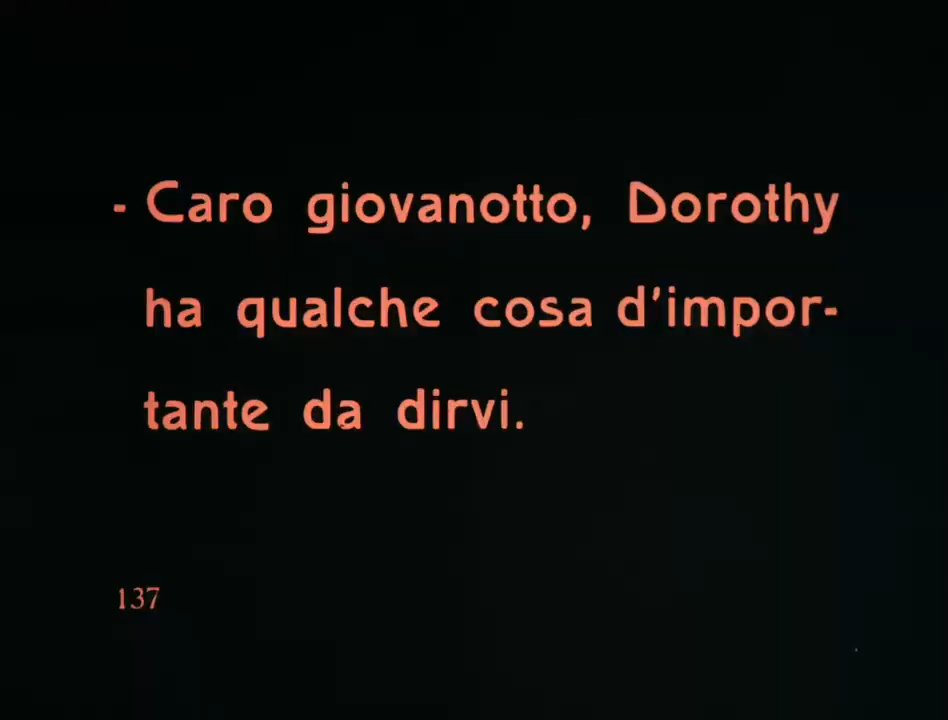 - Caro giovanotto, Dorothy
ha qualche cosa d'impor-
tante da dirvi.
137